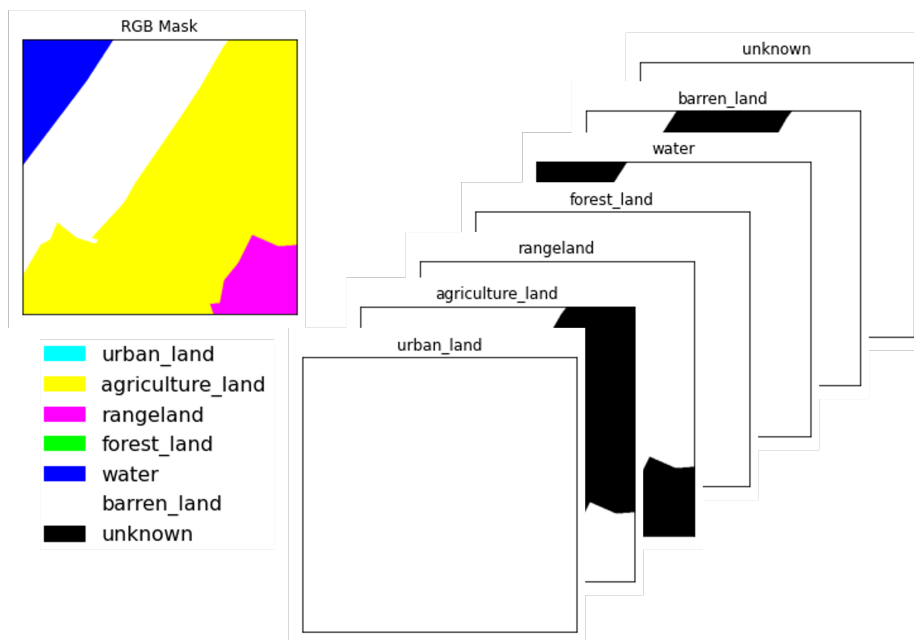 RGB Mask
unknown
barren_land
water
forest_land
rangeland
agriculture_land
urban_land
urban_land
agriculture_land
rangeland
forest_land
water
barren_land
unknown